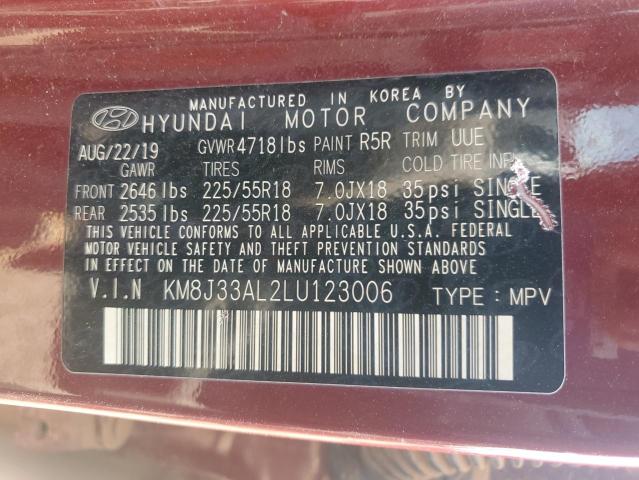 MANUFACTURED IN KOREA BY
HYUNDAI MOTOR COMPANY
AUG/22/19 GVWR 4718lbs PAINT R5R TRIM UUE
GAWR TIRES RIMS COLD TIRE INF
FRONT 2646 lbs 225/55R18 7.0JX18 35psi SINGLE
REAR 2535 lbs 225/55R18 7.0JX18 35psi SINGLE
THIS VEHICLE CONFORMS TO ALL APPLICABLE U.S.A. FEDERAL
MOTOR VEHICLE SAFETY AND THEFT PREVENTION STANDARDS
IN EFFECT ON THE DATE OF MANUFACTURE SHOWN ABOVE
V.I.N KM8J33AL2LU123006 TYPE : MPV